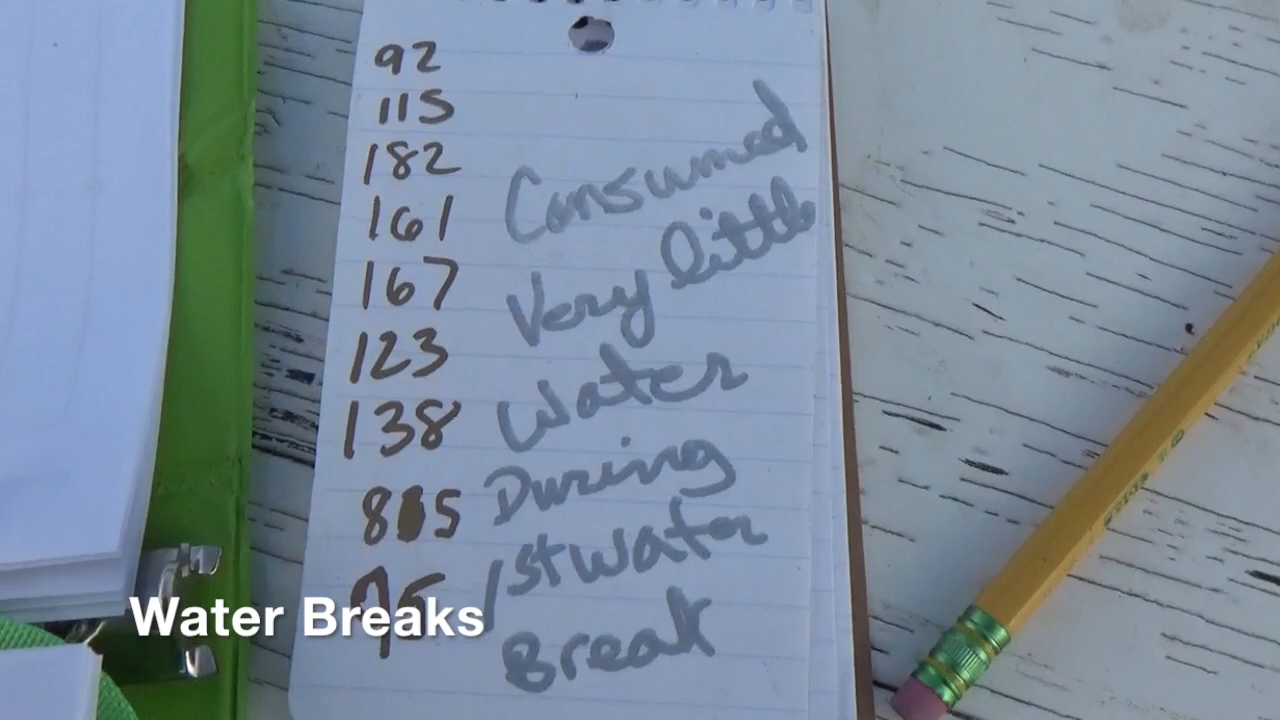 92
115
182
161
167
123
138
Consumed
Very little
Water
During
1st water
Break
Water Breaks